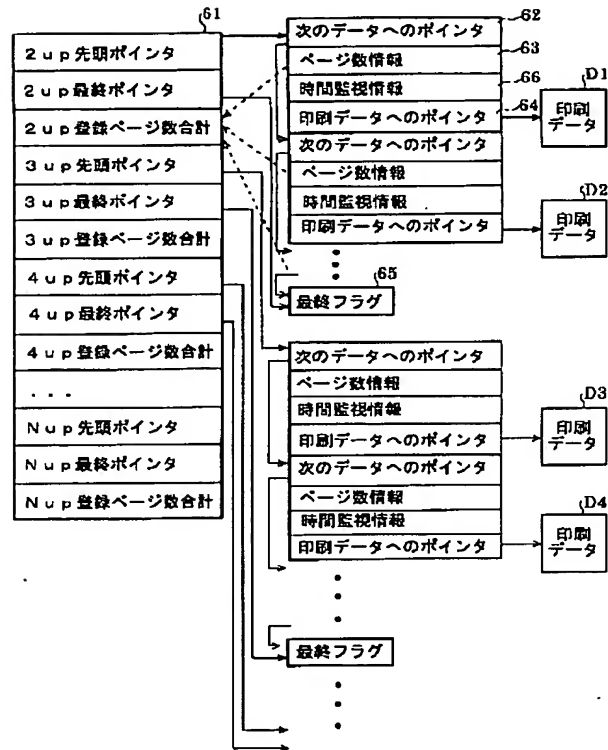 61
2up先頭ポインタ
2up最終ポインタ
2up登録ページ数合計
3up先頭ポインタ
3up最終ポインタ
3up登録ページ数合計
4up先頭ポインタ
4up最終ポインタ
4up登録ページ数合計
・・・
Nup先頭ポインタ
Nup最終ポインタ
Nup登録ページ数合計
62
次のデータへのポインタ
63
ページ数情報
66
時間監視情報
64
印刷データへのポインタ
D1
印刷
データ
次のデータへのポインタ
ページ数情報
時間監視情報
印刷データへのポインタ
D2
印刷
データ
65
最終フラグ
次のデータへのポインタ
ページ数情報
時間監視情報
印刷データへのポインタ
D3
印刷
データ
次のデータへのポインタ
ページ数情報
時間監視情報
印刷データへのポインタ
D4
印刷
データ
最終フラグ